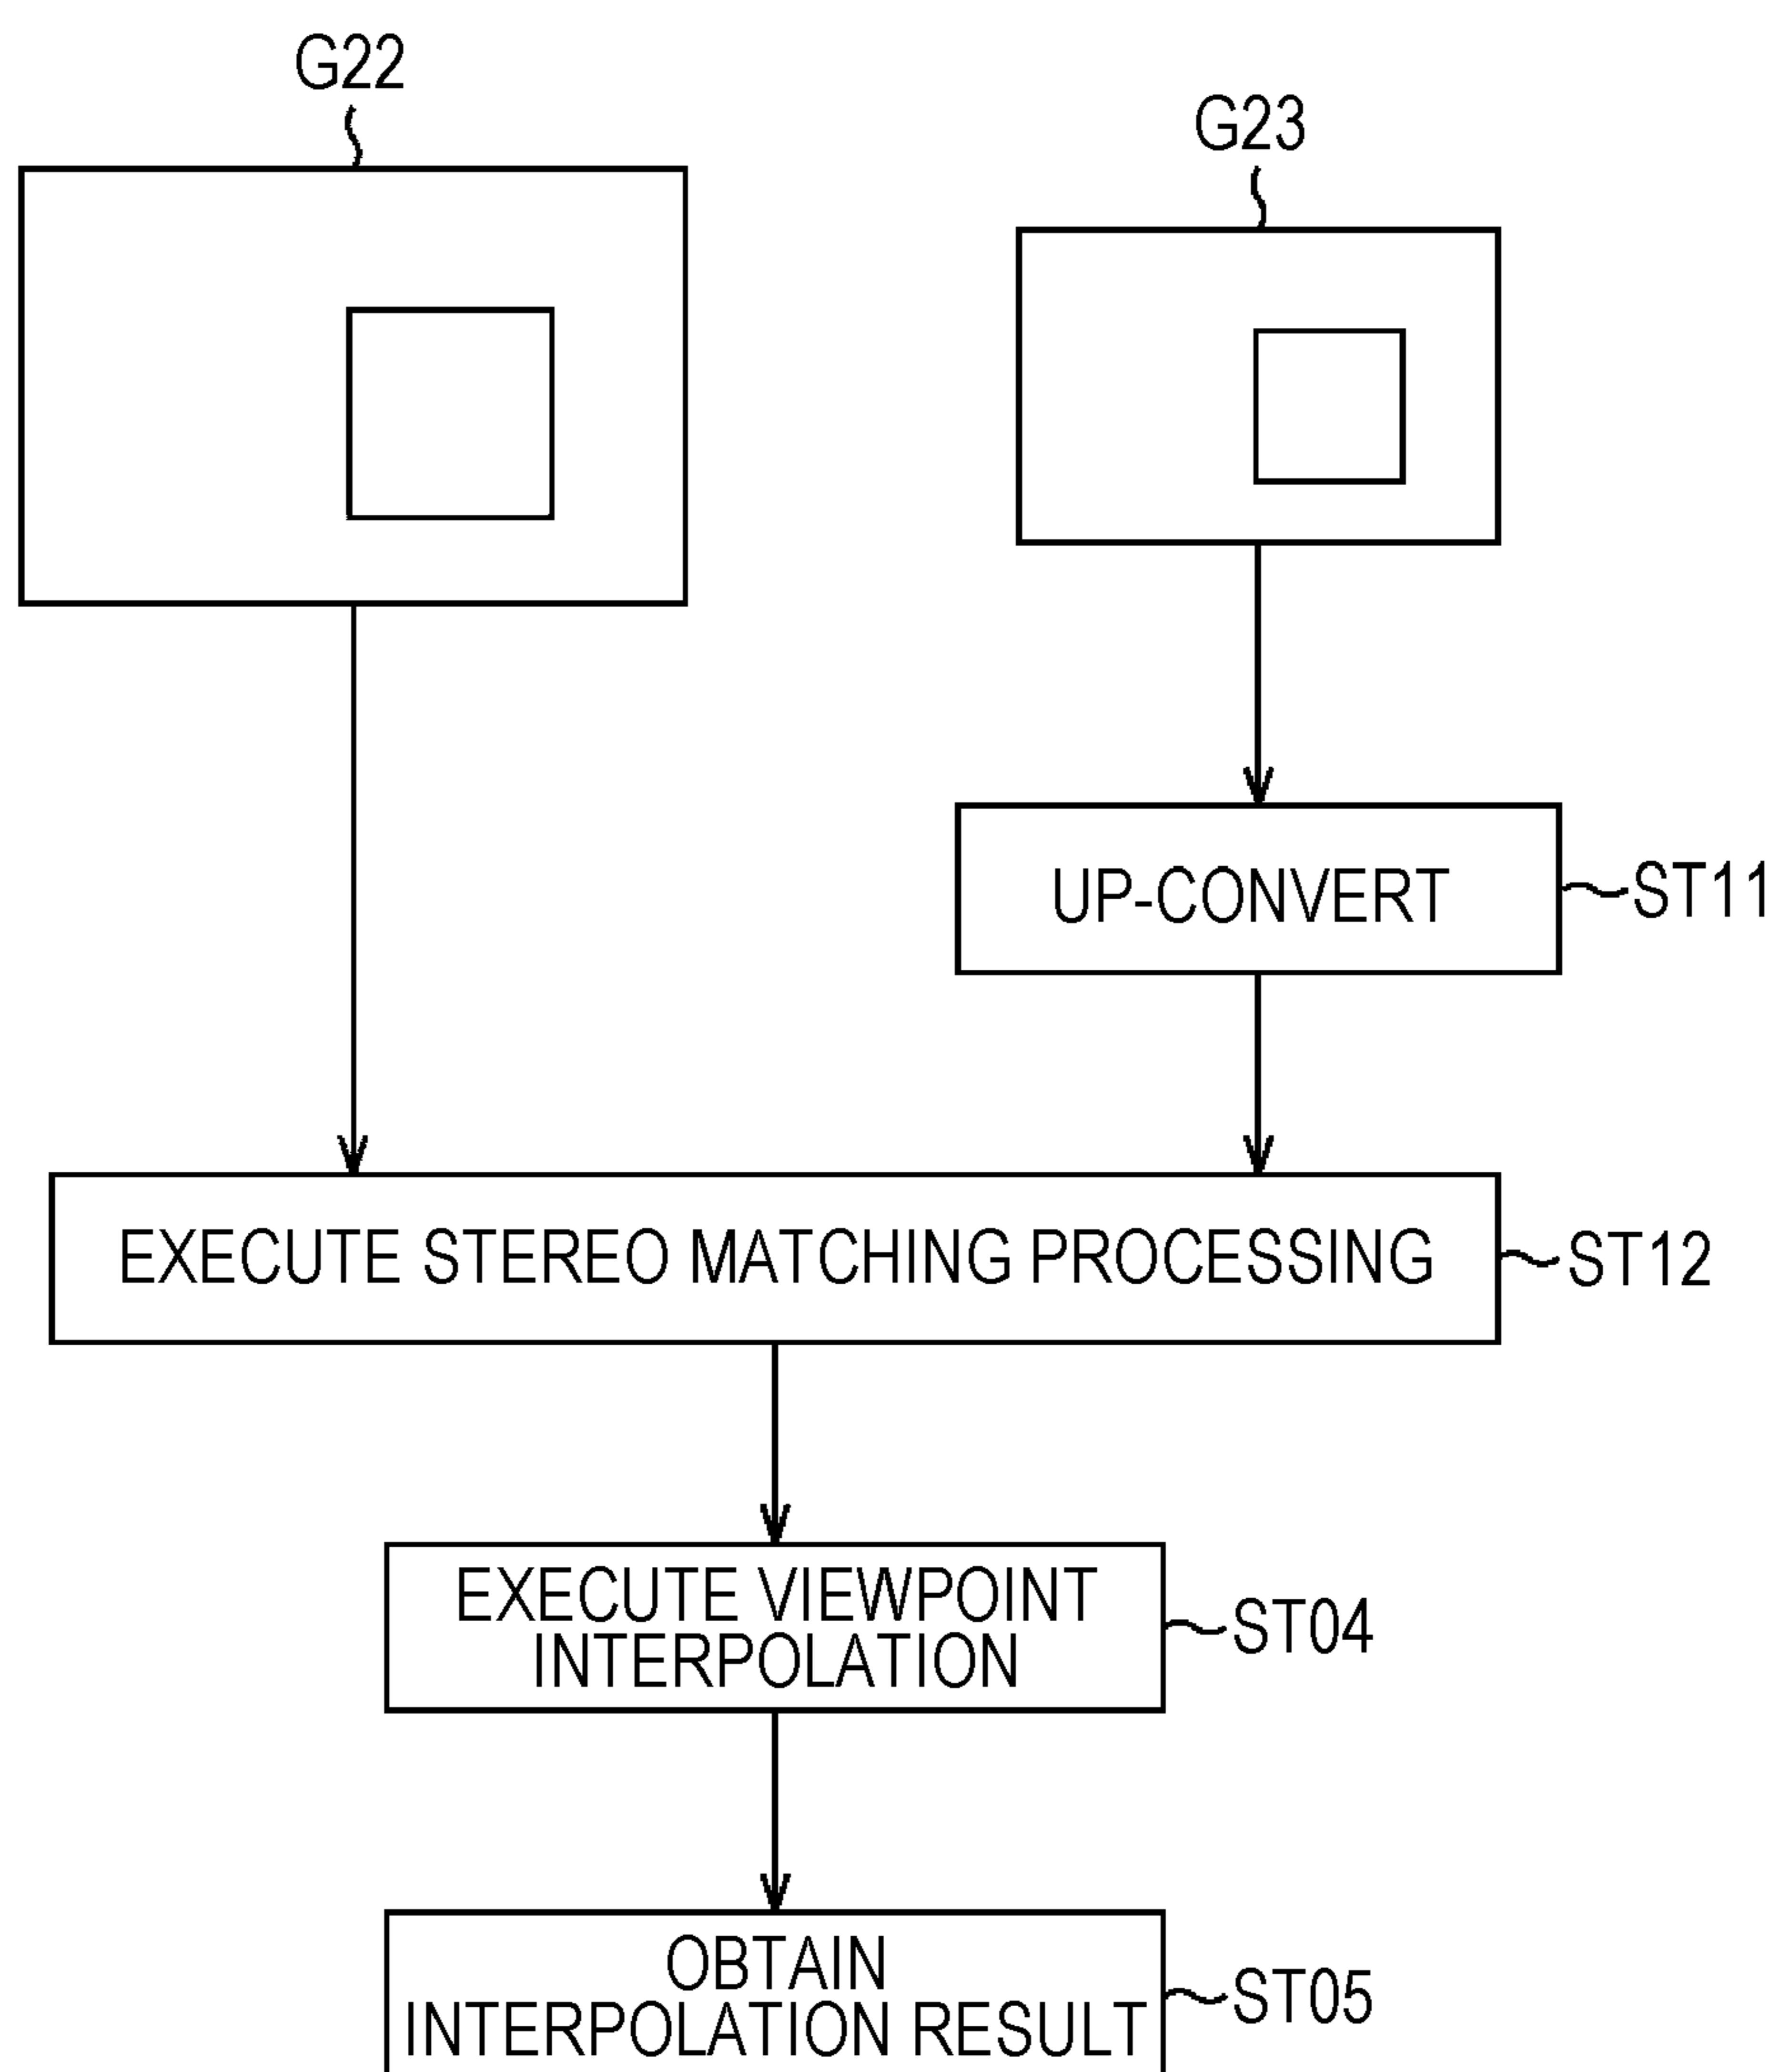 G22
G23
UP-CONVERT
ST11
EXECUTE STEREO MATCHING PROCESSING
ST12
EXECUTE VIEWPOINT
INTERPOLATION
ST04
OBTAIN
INTERPOLATION RESULT
ST05